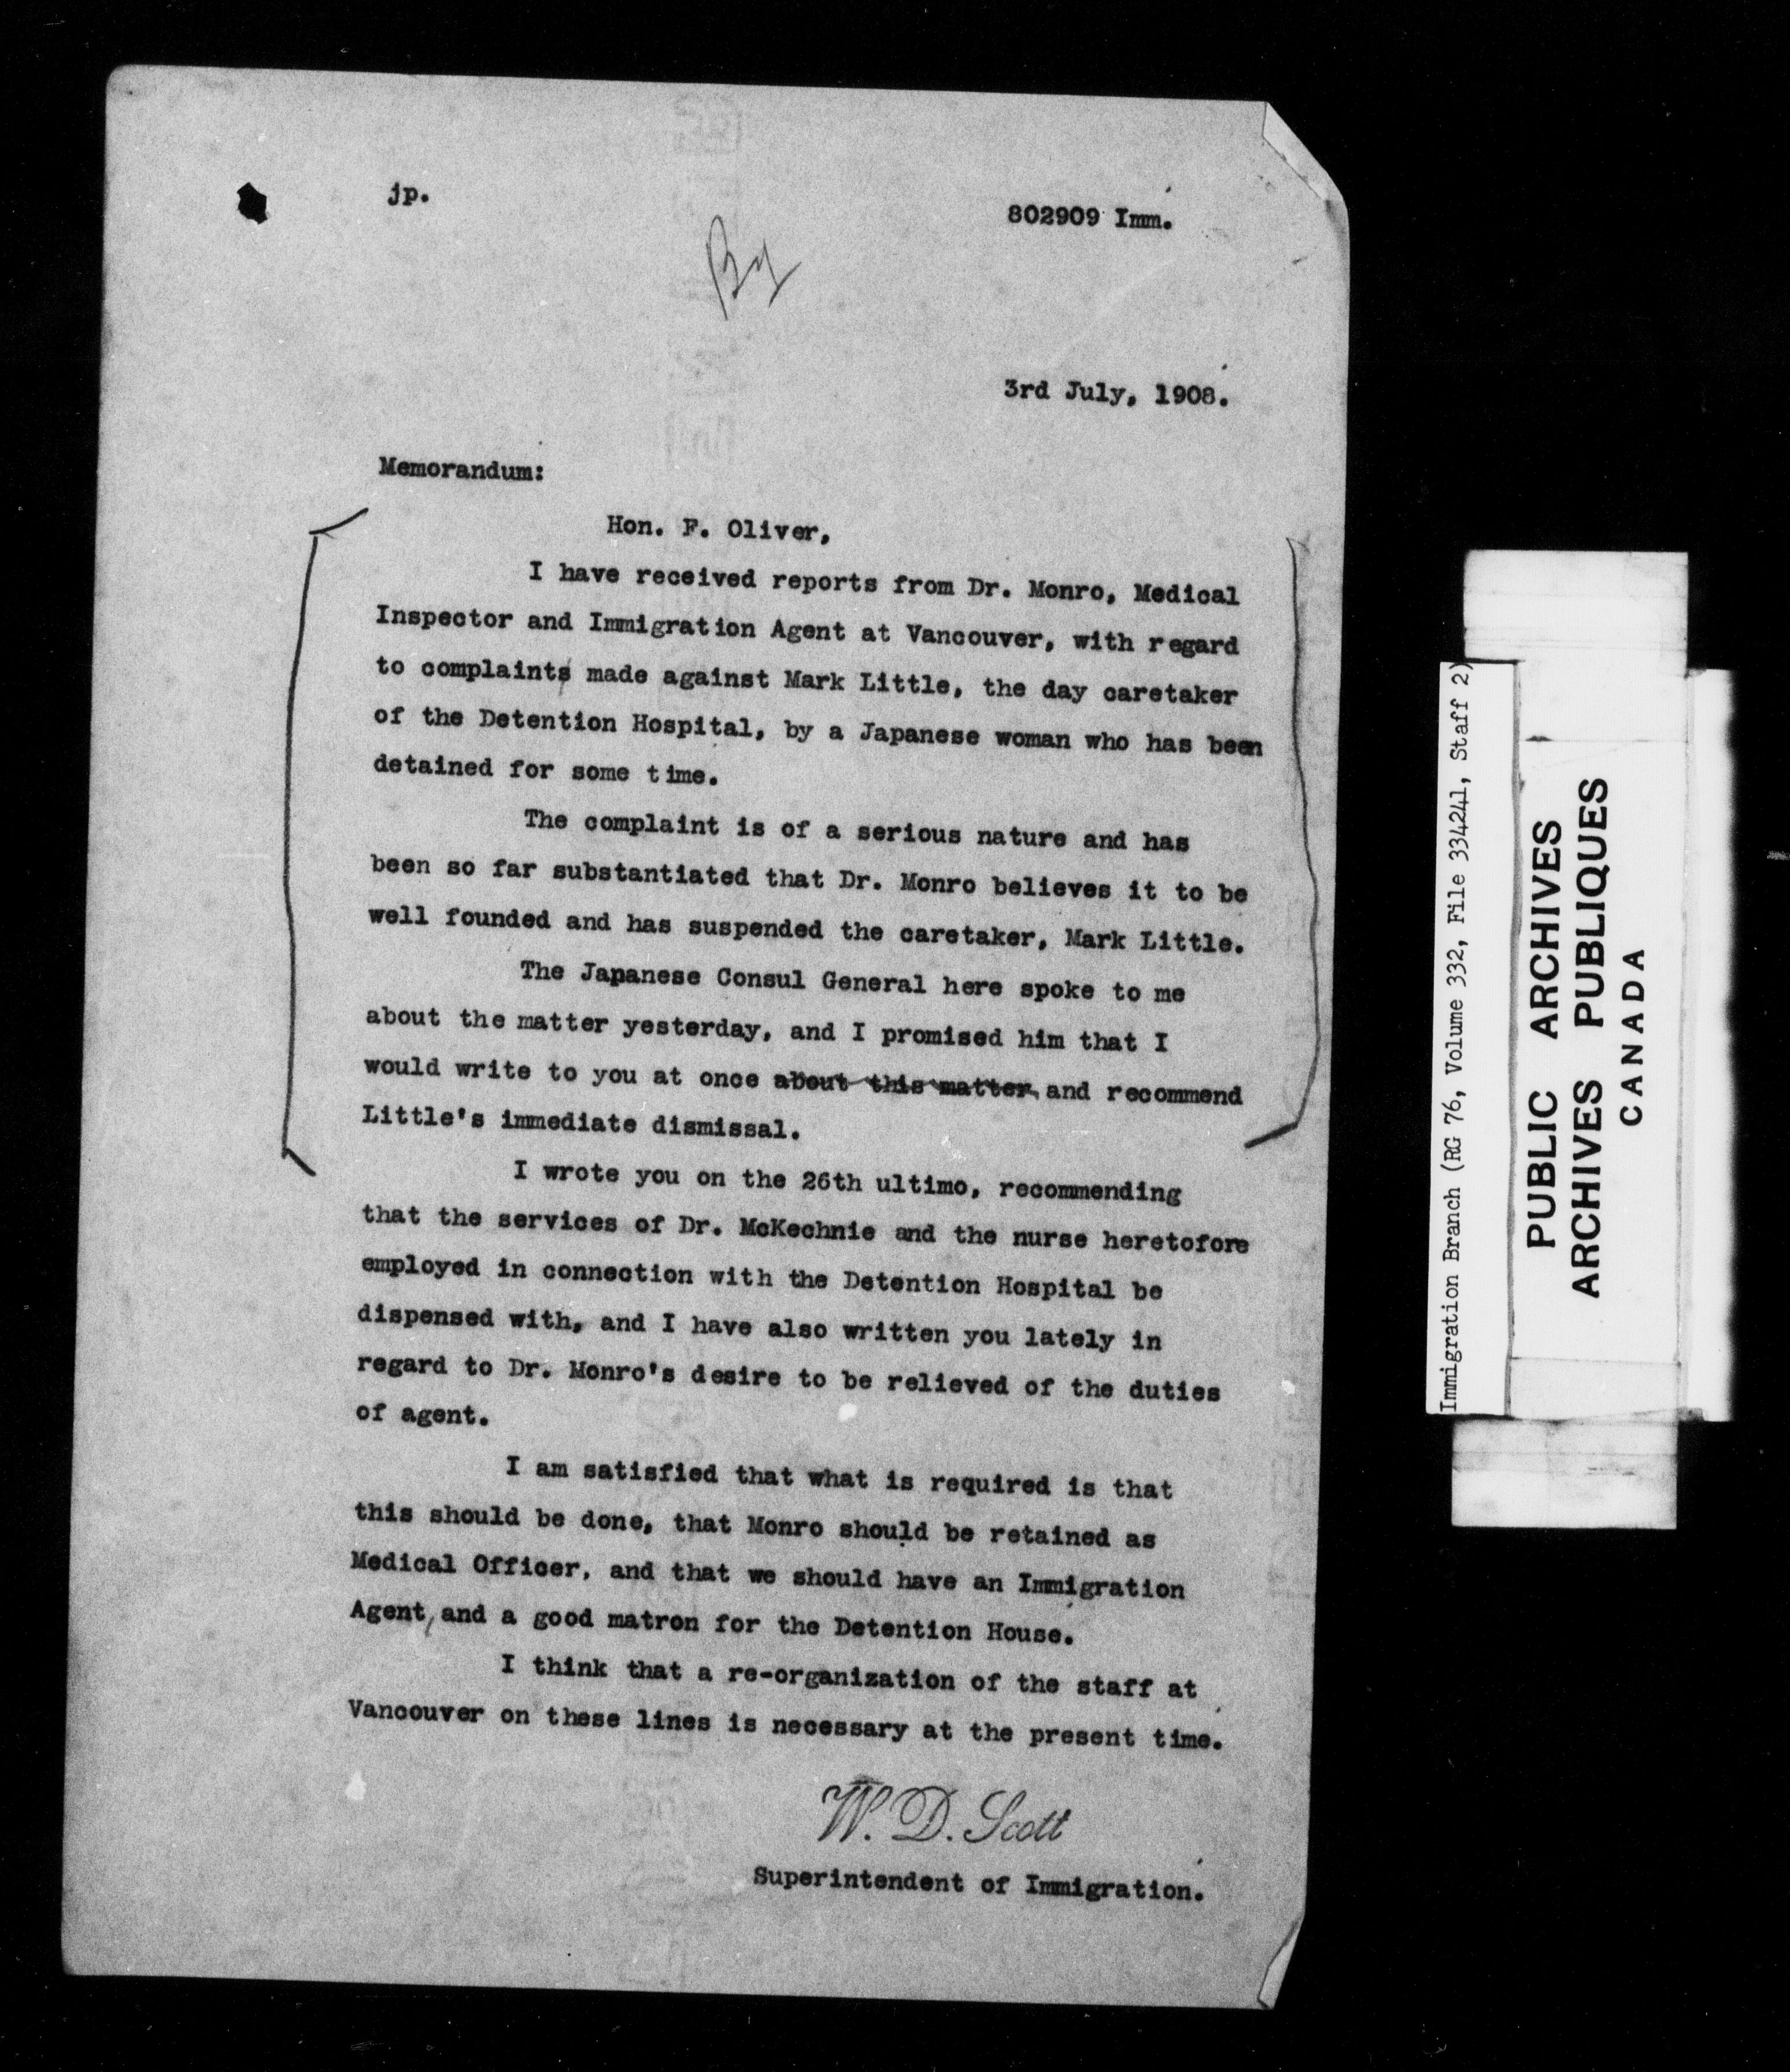 jp.
802909 Imm.
3rd July, 1908.
Memorandum:
Hon. F. Oliver,
I have received reports from Dr. Monro, Medical
Inspector and Immigration Agent at Vancouver, with regard
to complaints made against Mark Little, the day caretaker
of the Detention Hospital, by a Japanese woman who has been
detained for some time.
The complaint is of a serious nature and has
been so far substantiated that Dr. Monro believes it to be
well founded and has suspended the caretaker, Mark Little.
The Japanese Consul General here spoke to me
about the matter yesterday, and I promised him that I
would write to you at once about this matter, and recommend
Little's immediate dismissal.
I wrote you on the 26th ultimo, recommending
that the services of Dr. McKechnie and the nurse heretofore
employed in connection with the Detention Hospital be
dispensed with, and I have also written you lately in
regard to Dr. Monro's desire to be relieved of the duties
of agent.
I am satisfied that what is required is that
this should be done, that Monro should be retained as
Medical Officer, and that we should have an Immigration
Agent, and a good matron for the Detention House.
I think that a re-organization of the staff at
Vancouver on these lines is necessary at the present time.
W. D. Scott
Superintendent of Immigration.
Immigration Branch (RG 76, Volume 332, File 334241, Staff 2)
PUBLIC ARCHIVES
ARCHIVES PUBLIQUES
CANADA